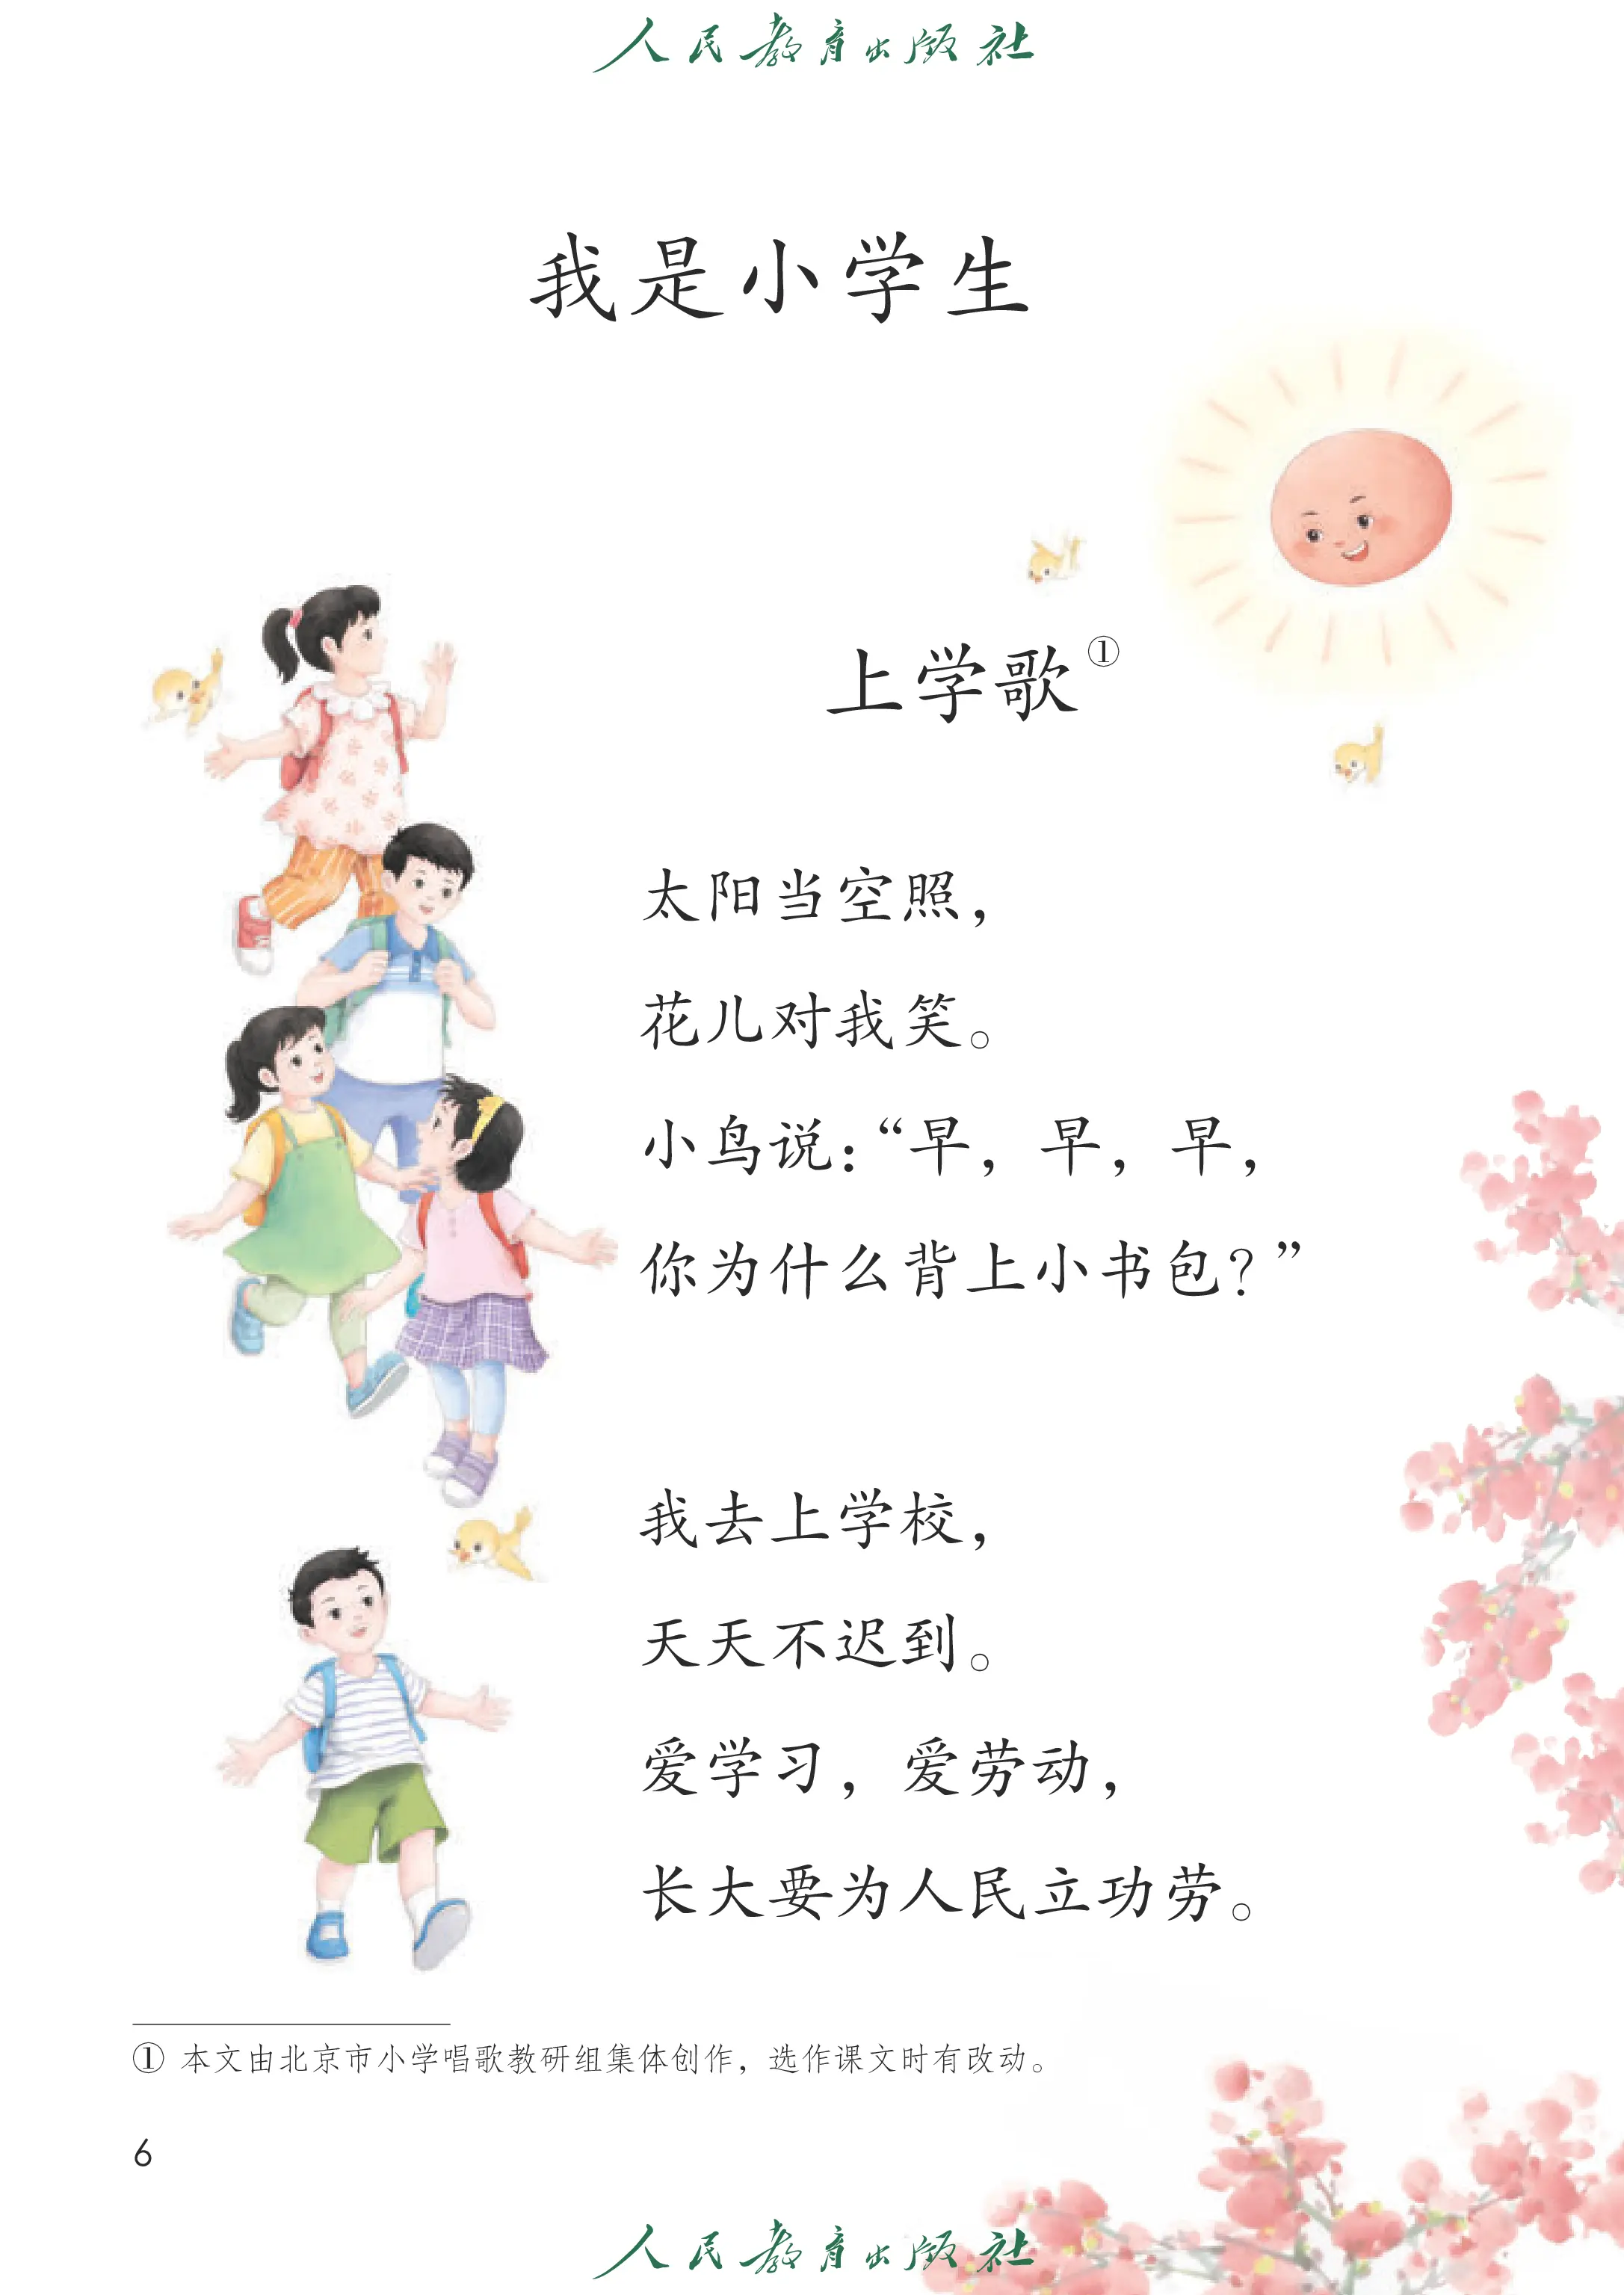 人民教育出版社
我是小学生
上学歌①
太阳当空照，
花儿对我笑。
小鸟说：“早，早，早，
你为什么背上小书包？”
我去上学校，
天天不迟到。
爱学习，爱劳动，
长大要为人民立功劳。
① 本文由北京市小学唱歌教研组集体创作，选作课文时有改动。
6
人民教育出版社